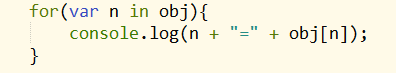 for(var n in obj){
    console.log(n + "=" + obj[n]);
}